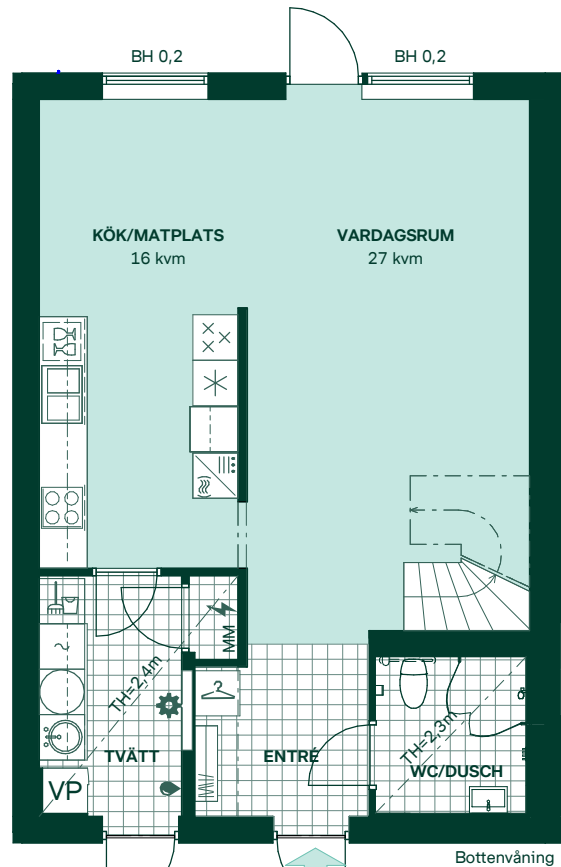 BH 0,2
BH 0,2
KÖK/MATPLATS
16 kvm
VARDAGSRUM
27 kvm
MM
TH=2,4m
TH=2,3m
TVÄTT
ENTRÉ
WC/DUSCH
VP
Bottenvåning